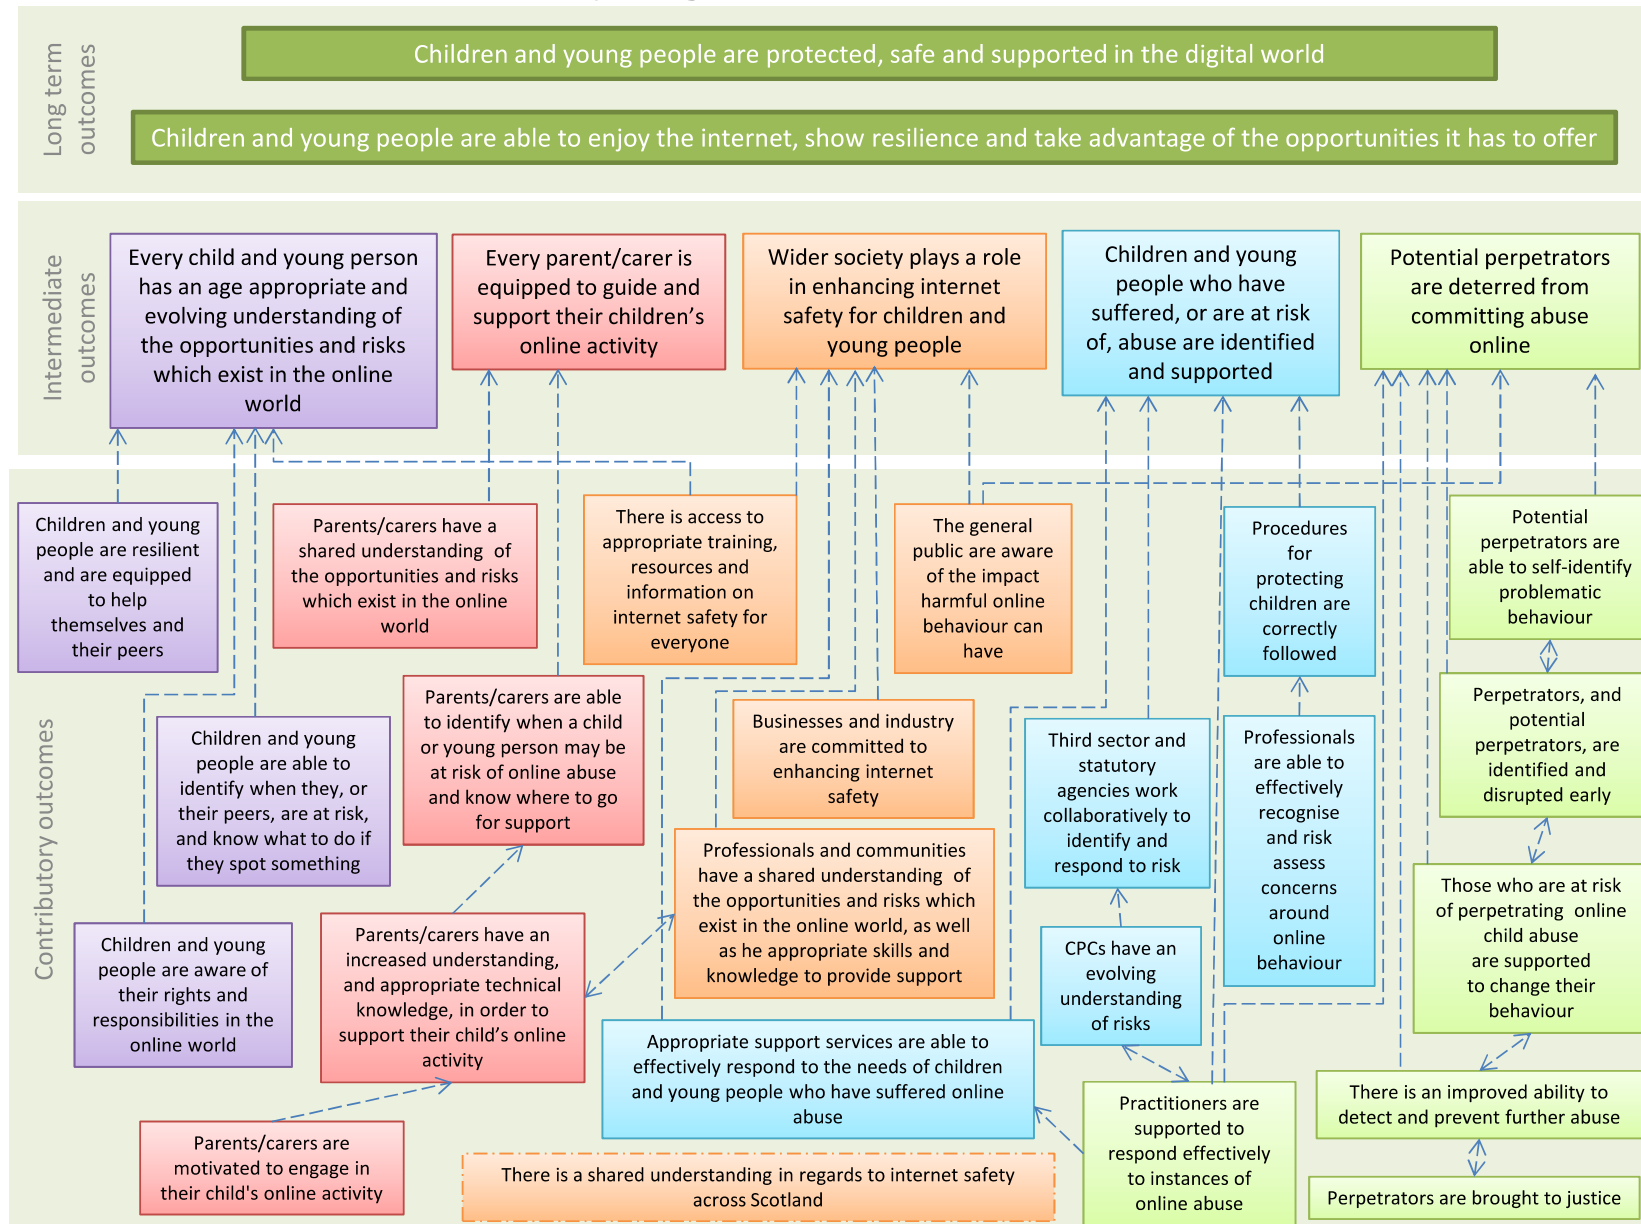 Long term
outcomes
Children and young people are protected, safe and supported in the digital world
Children and young people are able to enjoy the internet, show resilience and take advantage of the opportunities it has to offer
Intermediate
outcomes
Every child and young person
has an age appropriate and
evolving understanding of
the opportunities and risks
which exist in the online
world
Every parent/carer is
equipped to guide and
support their children's
online activity
Wider society plays a role
in enhancing internet
safety for children and
young people
Children and young
people who have
suffered, or are at risk
of, abuse are identified
and supported
Potential perpetrators
are deterred from
committing abuse
online
Contributory outcomes
Children and young
people are resilient
and are equipped
to help
themselves and
their peers
Parents/carers have a
shared understanding  of
the opportunities and risks
which exist in the online
world
There is access to
appropriate training,
resources and
information on
internet safety for
everyone
The general
public are aware
of the impact
harmful online
behaviour can
have
Procedures
for
protecting
children are
correctly
followed
Potential
perpetrators are
able to self-identify
problematic
behaviour
Children and young
people are able to
identify when they, or
their peers, are at risk,
and know what to do if
they spot something
Parents/carers are able
to identify when a child
or young person may be
at risk of online abuse
and know where to go
for support
Businesses and industry
are committed to
enhancing internet
safety
Third sector and
statutory
agencies work
collaboratively to
identify and
respond to risk
Professionals
are able to
effectively
recognise
and risk
assess
concerns
around
online
behaviour
Perpetrators, and
potential
perpetrators, are
identified and
disrupted early
Professionals and communities
have a shared understanding  of
the opportunities and risks which
exist in the online world, as well
as he appropriate skills and
knowledge to provide support
Those who are at risk
of perpetrating  online
child abuse
are supported
to change their
behaviour
Children and young
people are aware of
their rights and
responsibilities in the
online world
Parents/carers have an
increased understanding,
and appropriate technical
knowledge, in order to
support their child's online
activity
CPCs have an
evolving
understanding
of risks
Appropriate support services are able to
effectively respond to the needs of children
and young people who have suffered online
abuse
Practitioners are
supported to
respond effectively
to instances of
online abuse
There is an improved ability to
detect and prevent further abuse
Parents/carers are
motivated to engage in
their child's online activity
There is a shared understanding in regards to internet safety
across Scotland
Perpetrators are brought to justice